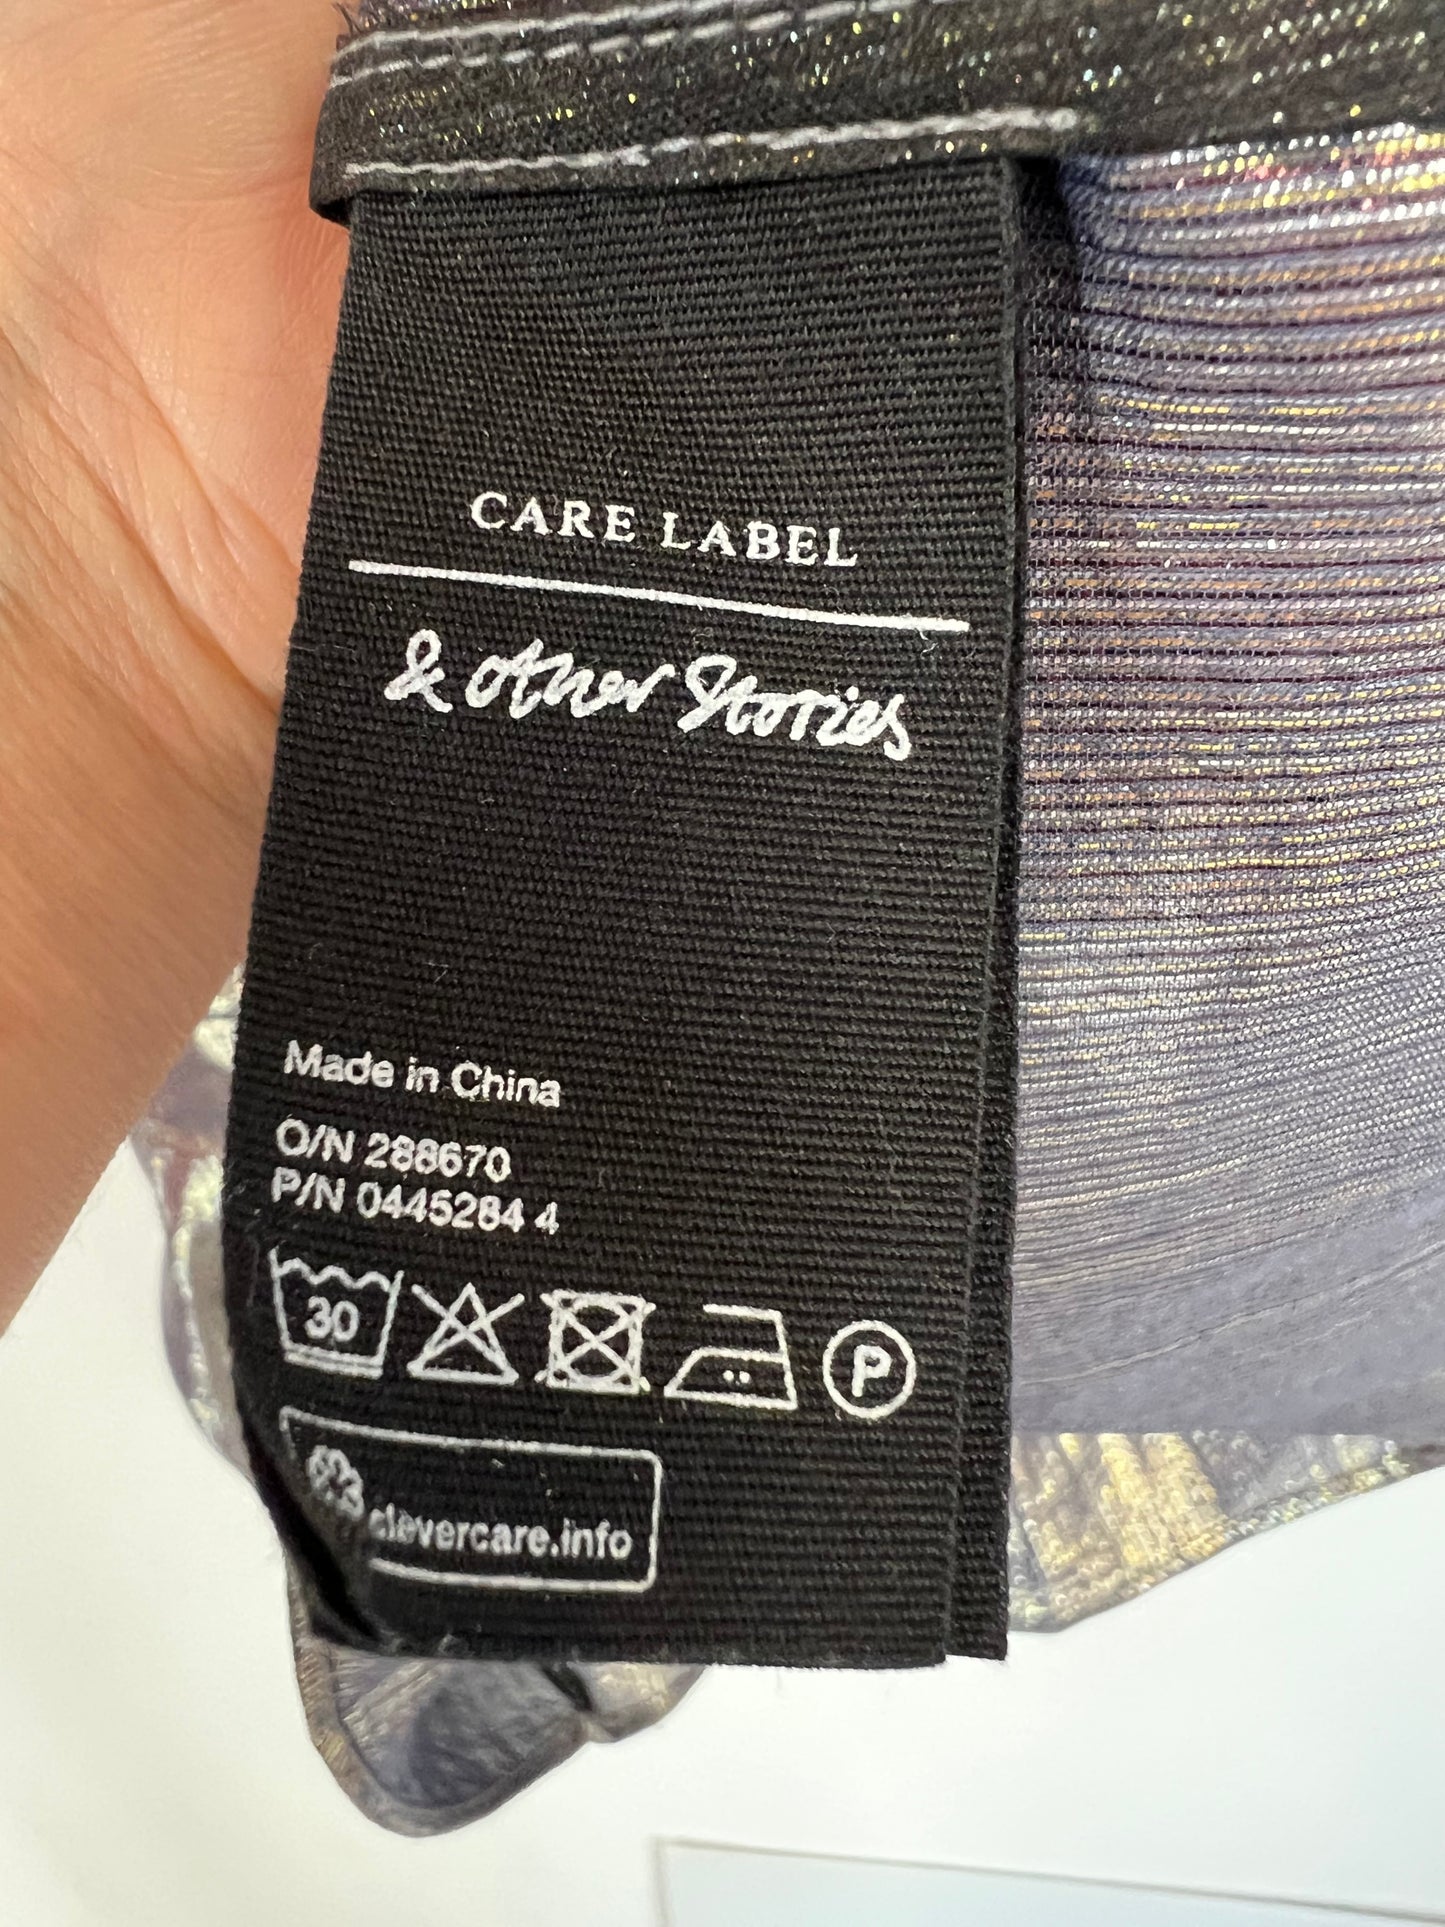 CARE LABEL
& other Stories
Made in China
O/N 288670
P/N 0445284 4
30
P
clevercare.info